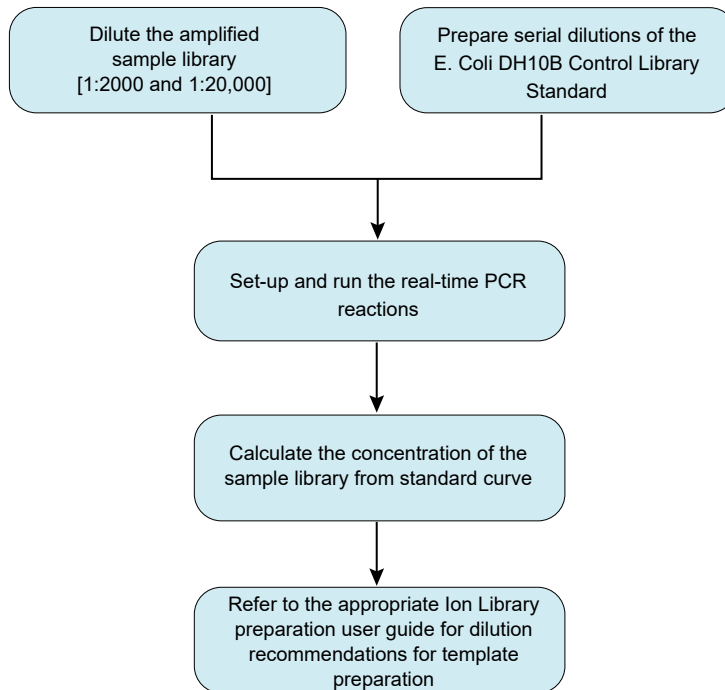 Dilute the amplified
sample library
[1:2000 and 1:20,000]
Prepare serial dilutions of the
E. Coli DH10B Control Library
Standard
Set-up and run the real-time PCR
reactions
Calculate the concentration of the
sample library from standard curve
Refer to the appropriate Ion Library
preparation user guide for dilution
recommendations for template
preparation